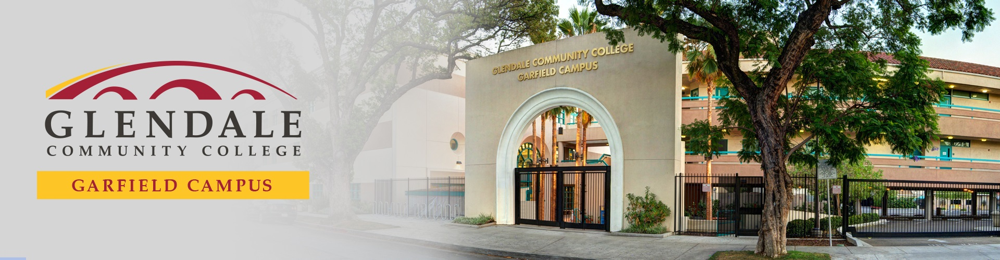 GLENDALE
COMMUNITY COLLEGE
GARFIELD CAMPUS
GLENDALE COMMUNITY COLLEGE
GARFIELD CAMPUS